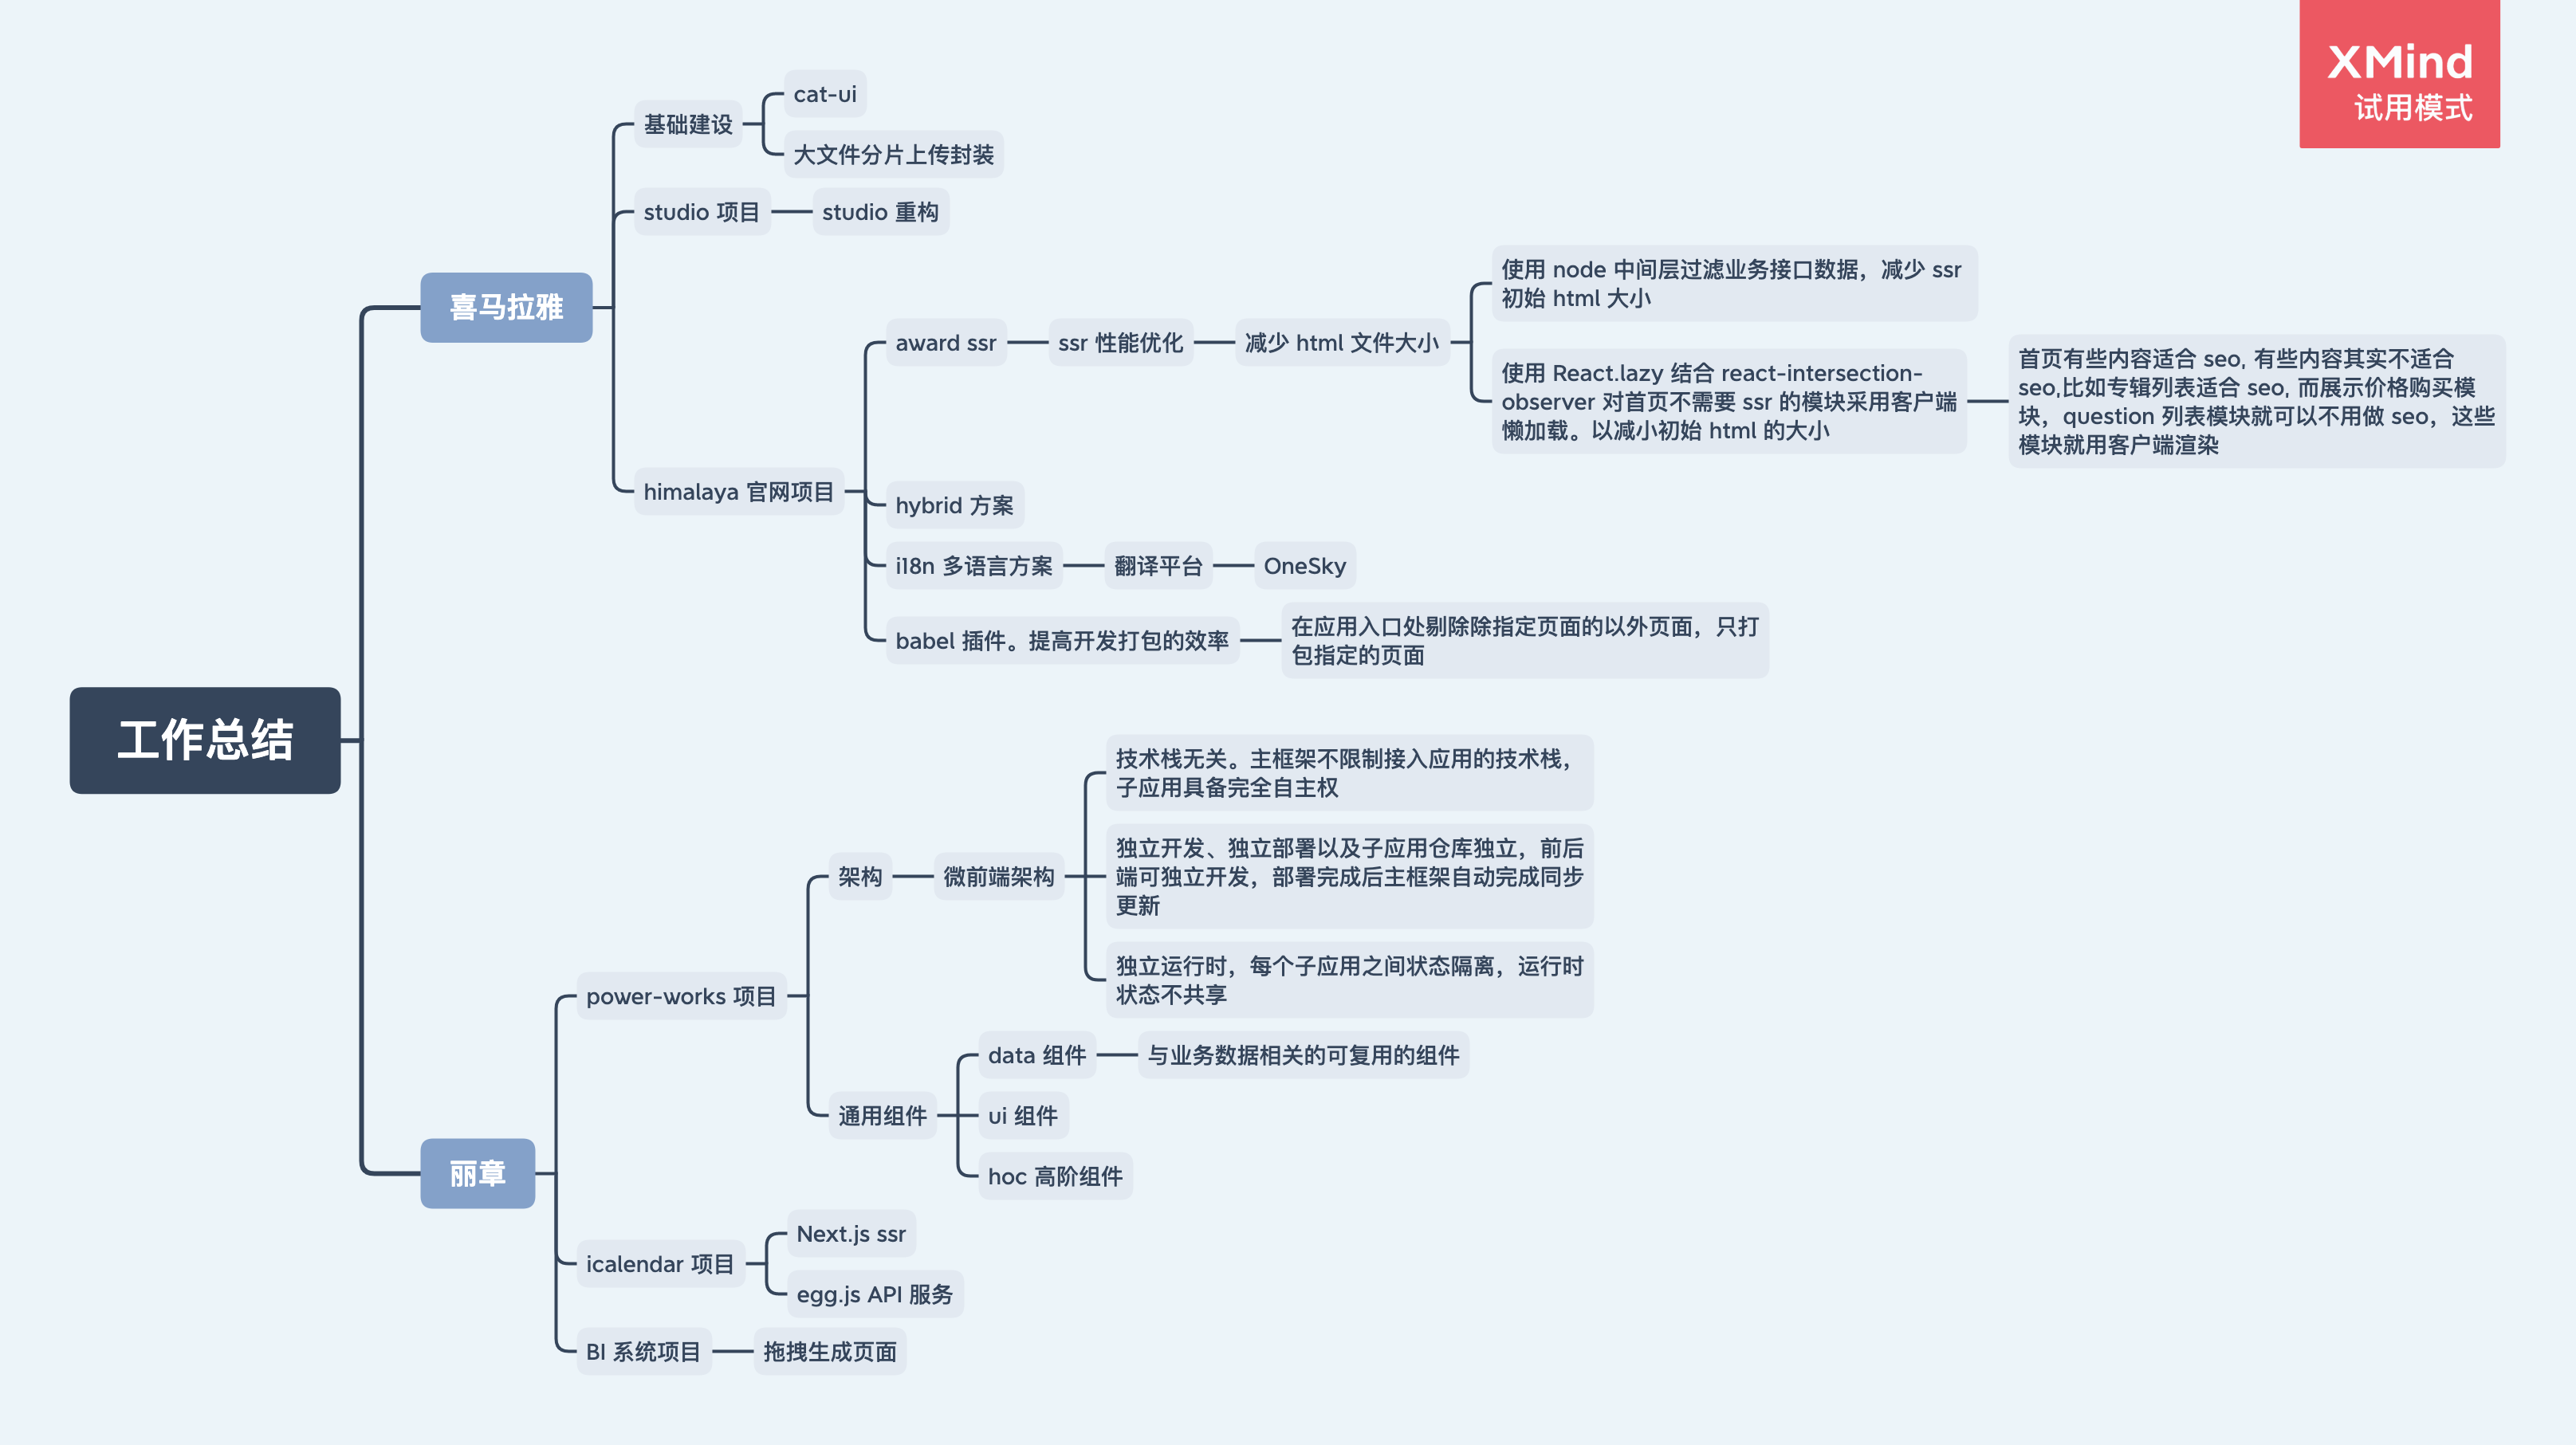 XMind
试用模式
工作总结
喜马拉雅
基础建设
cat-ui
大文件分片上传封装
studio 项目
studio 重构
himalaya 官网项目
award ssr
ssr 性能优化
减少 html 文件大小
使用 node 中间层过滤业务接口数据，减少 ssr
初始 html 大小
使用 React.lazy 结合 react-intersection-
observer 对首页不需要 ssr 的模块采用客户端
懒加载。以减小初始 html 的大小
首页有些内容适合 seo, 有些内容其实不适合
seo,比如专辑列表适合 seo, 而展示价格购买模
块，question 列表模块就可以不用做 seo，这些
模块就用客户端渲染
hybrid 方案
i18n 多语言方案
翻译平台
OneSky
babel 插件。提高开发打包的效率
在应用入口处剔除除指定页面的以外页面，只打
包指定的页面
丽章
power-works 项目
架构
微前端架构
技术栈无关。主框架不限制接入应用的技术栈，
子应用具备完全自主权
独立开发、独立部署以及子应用仓库独立，前后
端可独立开发，部署完成后主框架自动完成同步
更新
独立运行时，每个子应用之间状态隔离，运行时
状态不共享
通用组件
data 组件
与业务数据相关的可复用的组件
ui 组件
hoc 高阶组件
icalendar 项目
Next.js ssr
egg.js API 服务
BI 系统项目
拖拽生成页面